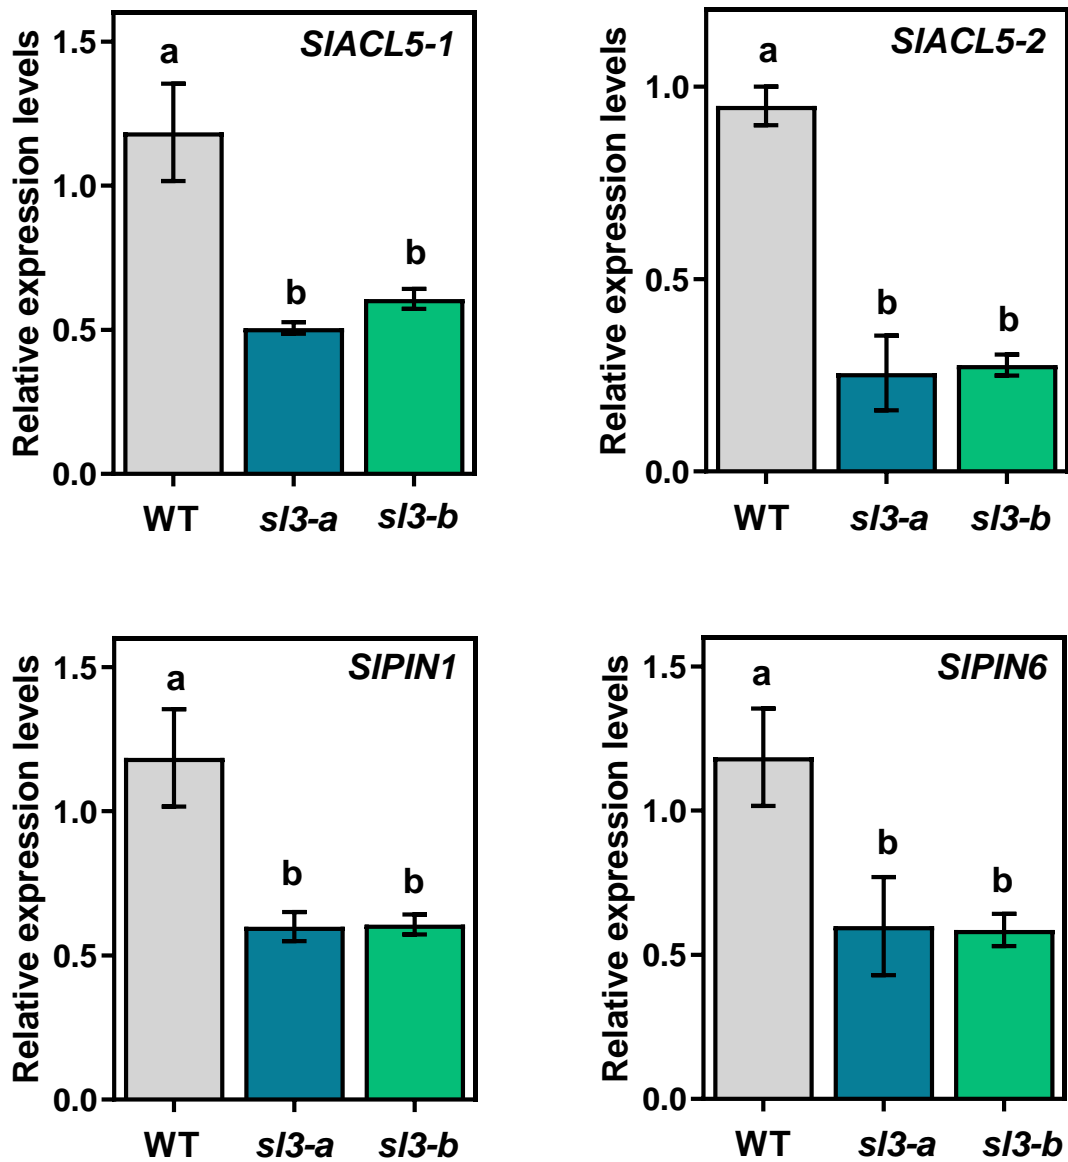 SlACL5-1
Relative expression levels
1.5
1.0
0.5
0.0
a
b
b
WT
sl3-a
sl3-b
SlACL5-2
Relative expression levels
1.0
0.5
0.0
a
b
b
WT
sl3-a
sl3-b
SlPIN1
Relative expression levels
1.5
1.0
0.5
0.0
a
b
b
WT
sl3-a
sl3-b
SlPIN6
Relative expression levels
1.5
1.0
0.5
0.0
a
b
b
WT
sl3-a
sl3-b